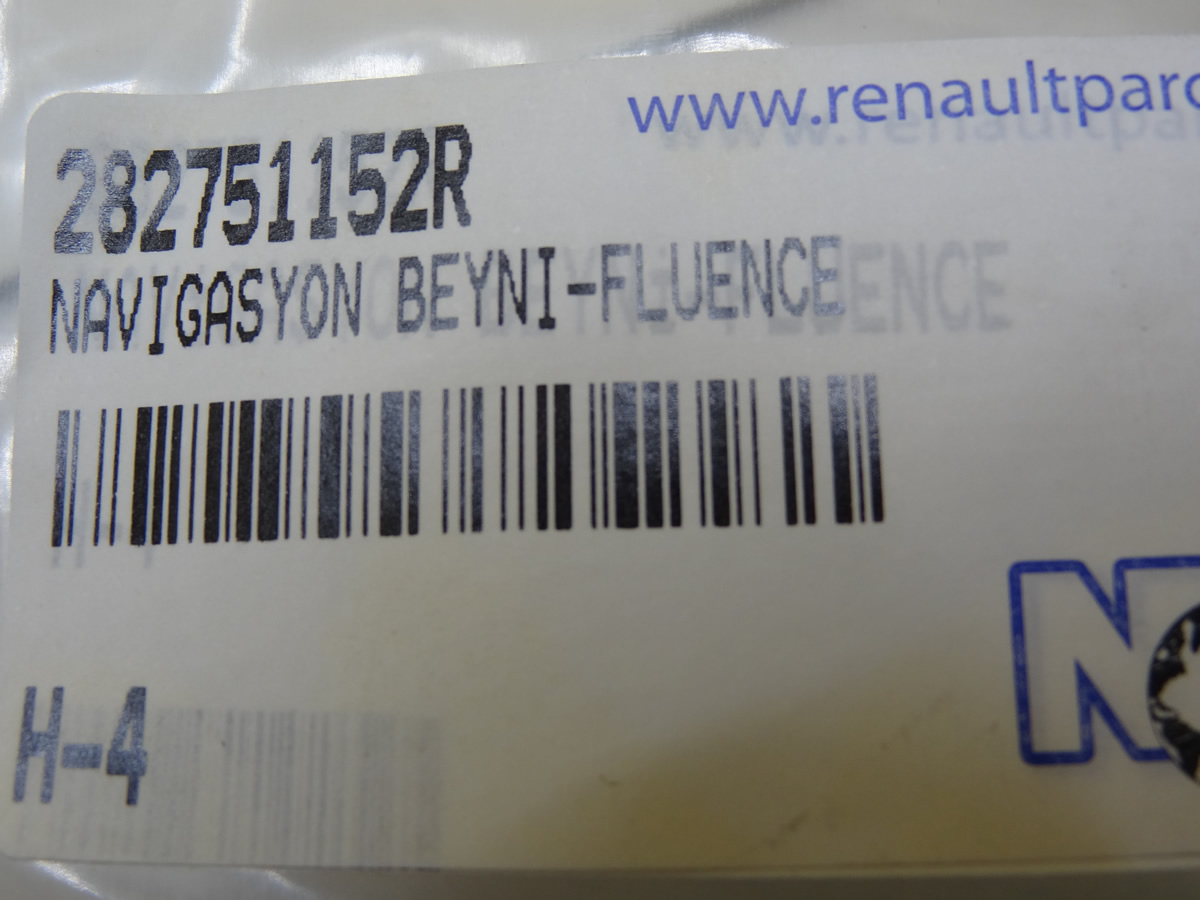 www.renaultparc
282751152R
NAVIGASYON BEYNI-FLUENCE
H-4
N